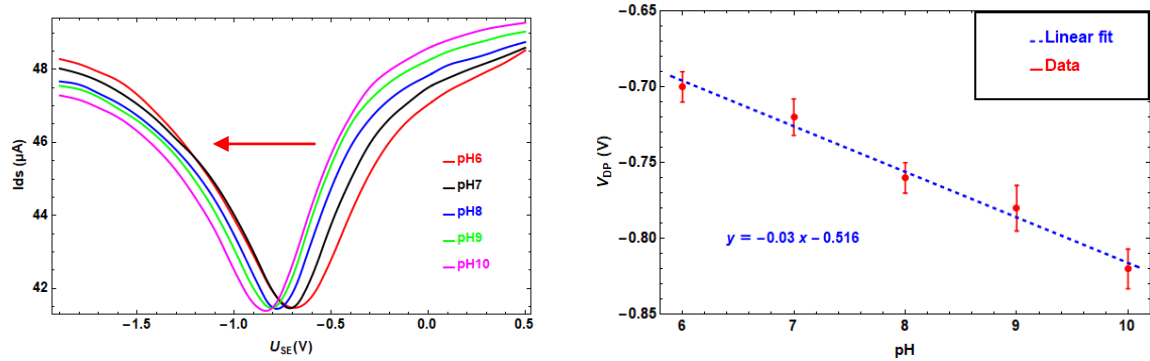 Ids (µA)
48
46
44
42
pH6
pH7
pH8
pH9
pH10
−1.5
−1.0
−0.5
0.0
0.5
USE(V)
VDP (V)
−0.65
−0.70
−0.75
−0.80
−0.85
Linear fit
Data
y = −0.03 x − 0.516
6
7
8
9
10
pH